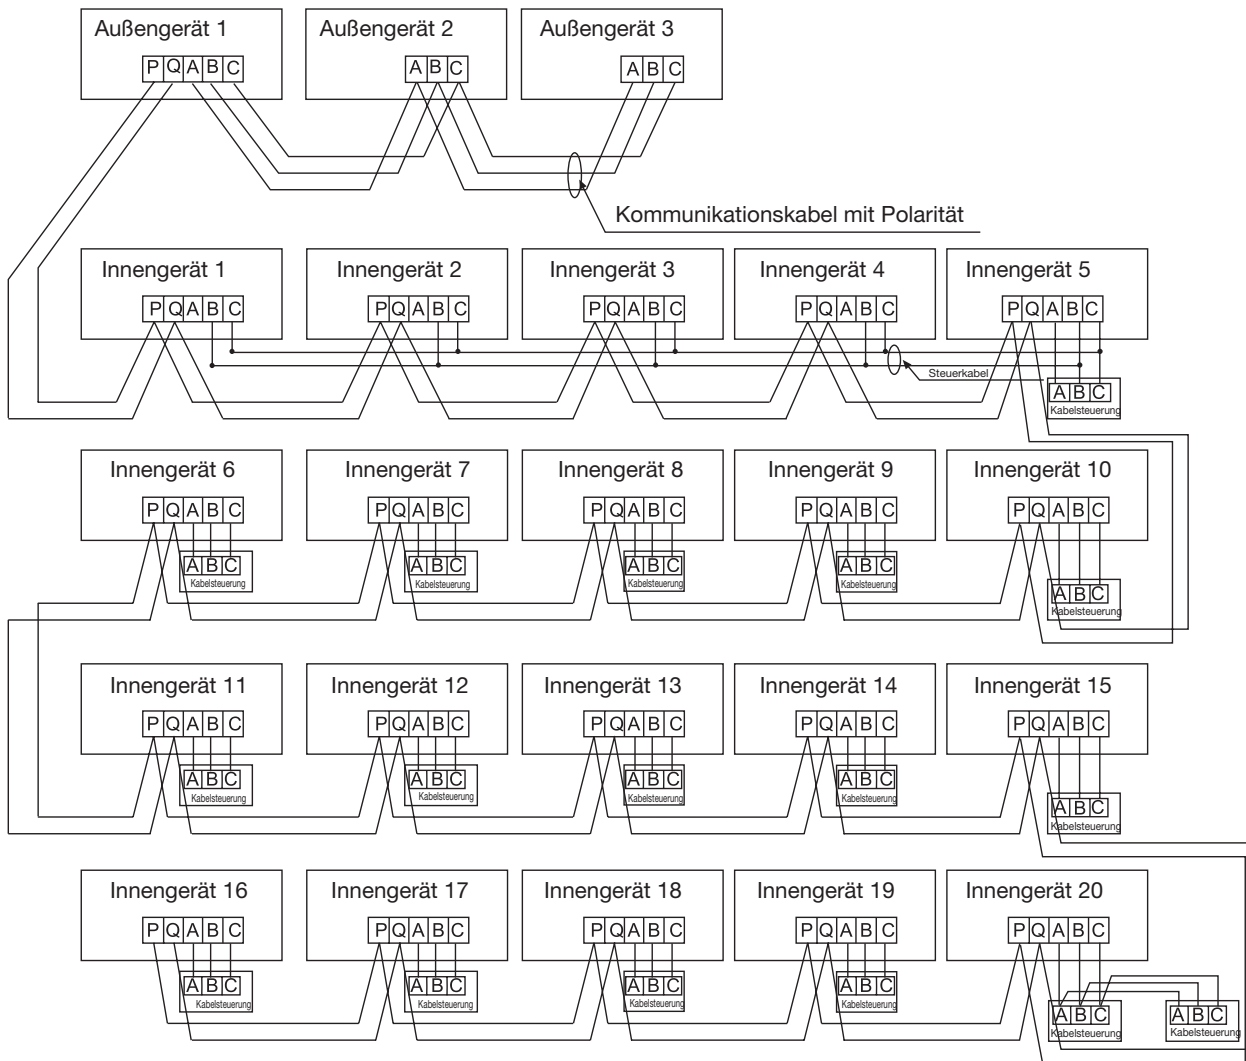 Außengerät 1 Außengerät 2 Außengerät 3
P Q A B C A B C A B C
Kommunikationskabel mit Polarität
Innengerät 1 Innengerät 2 Innengerät 3 Innengerät 4 Innengerät 5
P Q A B C P Q A B C P Q A B C P Q A B C P Q A B C
Steuerkabel
A B C
Kabelsteuerung
Innengerät 6 Innengerät 7 Innengerät 8 Innengerät 9 Innengerät 10
P Q A B C P Q A B C P Q A B C P Q A B C P Q A B C
A B C A B C A B C A B C A B C
Kabelsteuerung Kabelsteuerung Kabelsteuerung Kabelsteuerung Kabelsteuerung
Innengerät 11 Innengerät 12 Innengerät 13 Innengerät 14 Innengerät 15
P Q A B C P Q A B C P Q A B C P Q A B C P Q A B C
A B C A B C A B C A B C A B C
Kabelsteuerung Kabelsteuerung Kabelsteuerung Kabelsteuerung Kabelsteuerung
Innengerät 16 Innengerät 17 Innengerät 18 Innengerät 19 Innengerät 20
P Q A B C P Q A B C P Q A B C P Q A B C P Q A B C
A B C A B C A B C A B C A B C A B C
Kabelsteuerung Kabelsteuerung Kabelsteuerung Kabelsteuerung Kabelsteuerung Kabelsteuerung